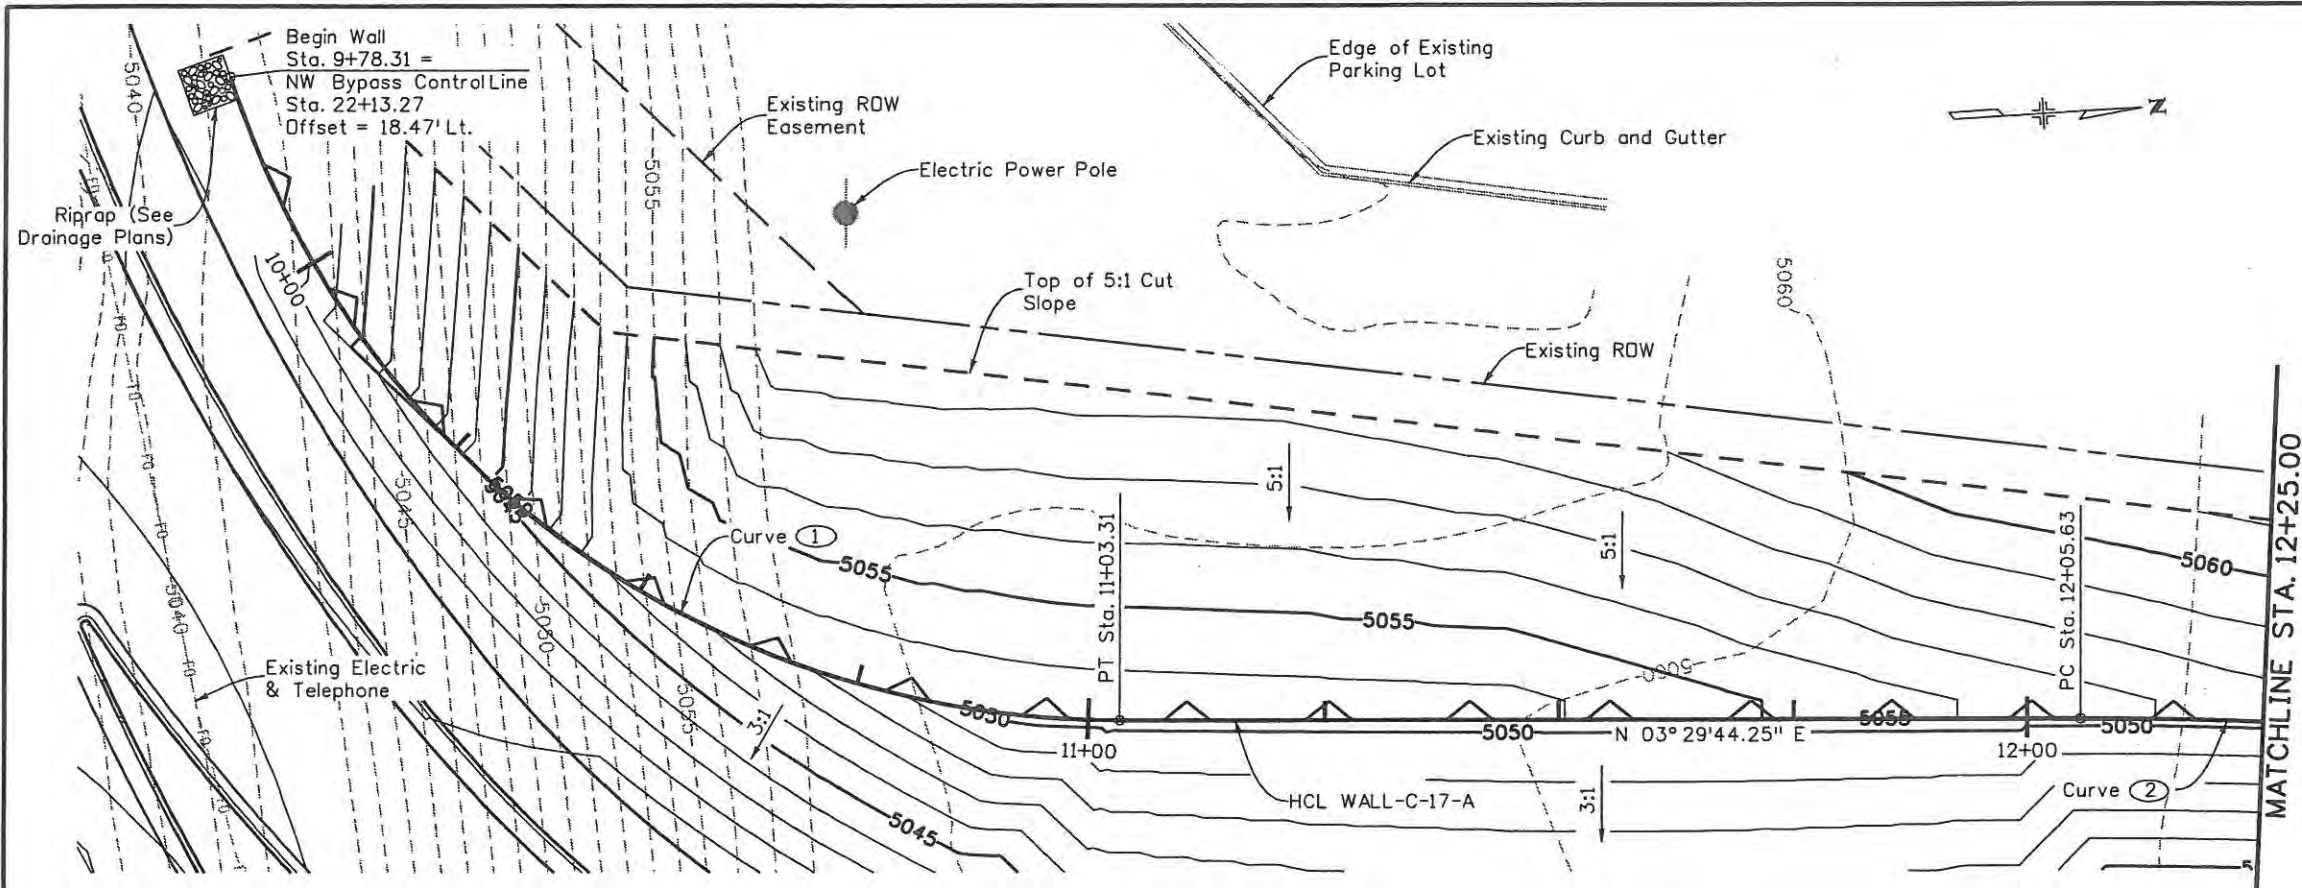 Begin Wall
Sta. 9+78.31 =
NW Bypass Control Line
Sta. 22+13.27
Offset = 18.47' Lt.
Edge of Existing
Parking Lot
Existing ROW
Easement
Existing Curb and Gutter
Z
Electric Power Pole
5040
5055
Riprap (See
Drainage Plans)
10+00
Top of 5:1 Cut
Slope
5060
Existing ROW
5:1
5:1
MATCHLINE STA. 12+25.00
PT Sta. 11+03.31
PC Sta. 12+05.63
5045
Curve 1
5055
5055
5060
5040
5050
5060
Existing Electric
& Telephone
5055
3:1
5050
5050
N 03° 29'44.25" E
5055
5050
11+00
12+00
HCL WALL-C-17-A
3:1
Curve 2
5045
5